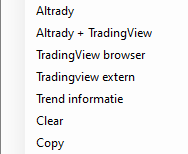 Altrady
Altrady + TradingView
TradingView browser
Tradingview extern
Trend informatie
Clear
Copy